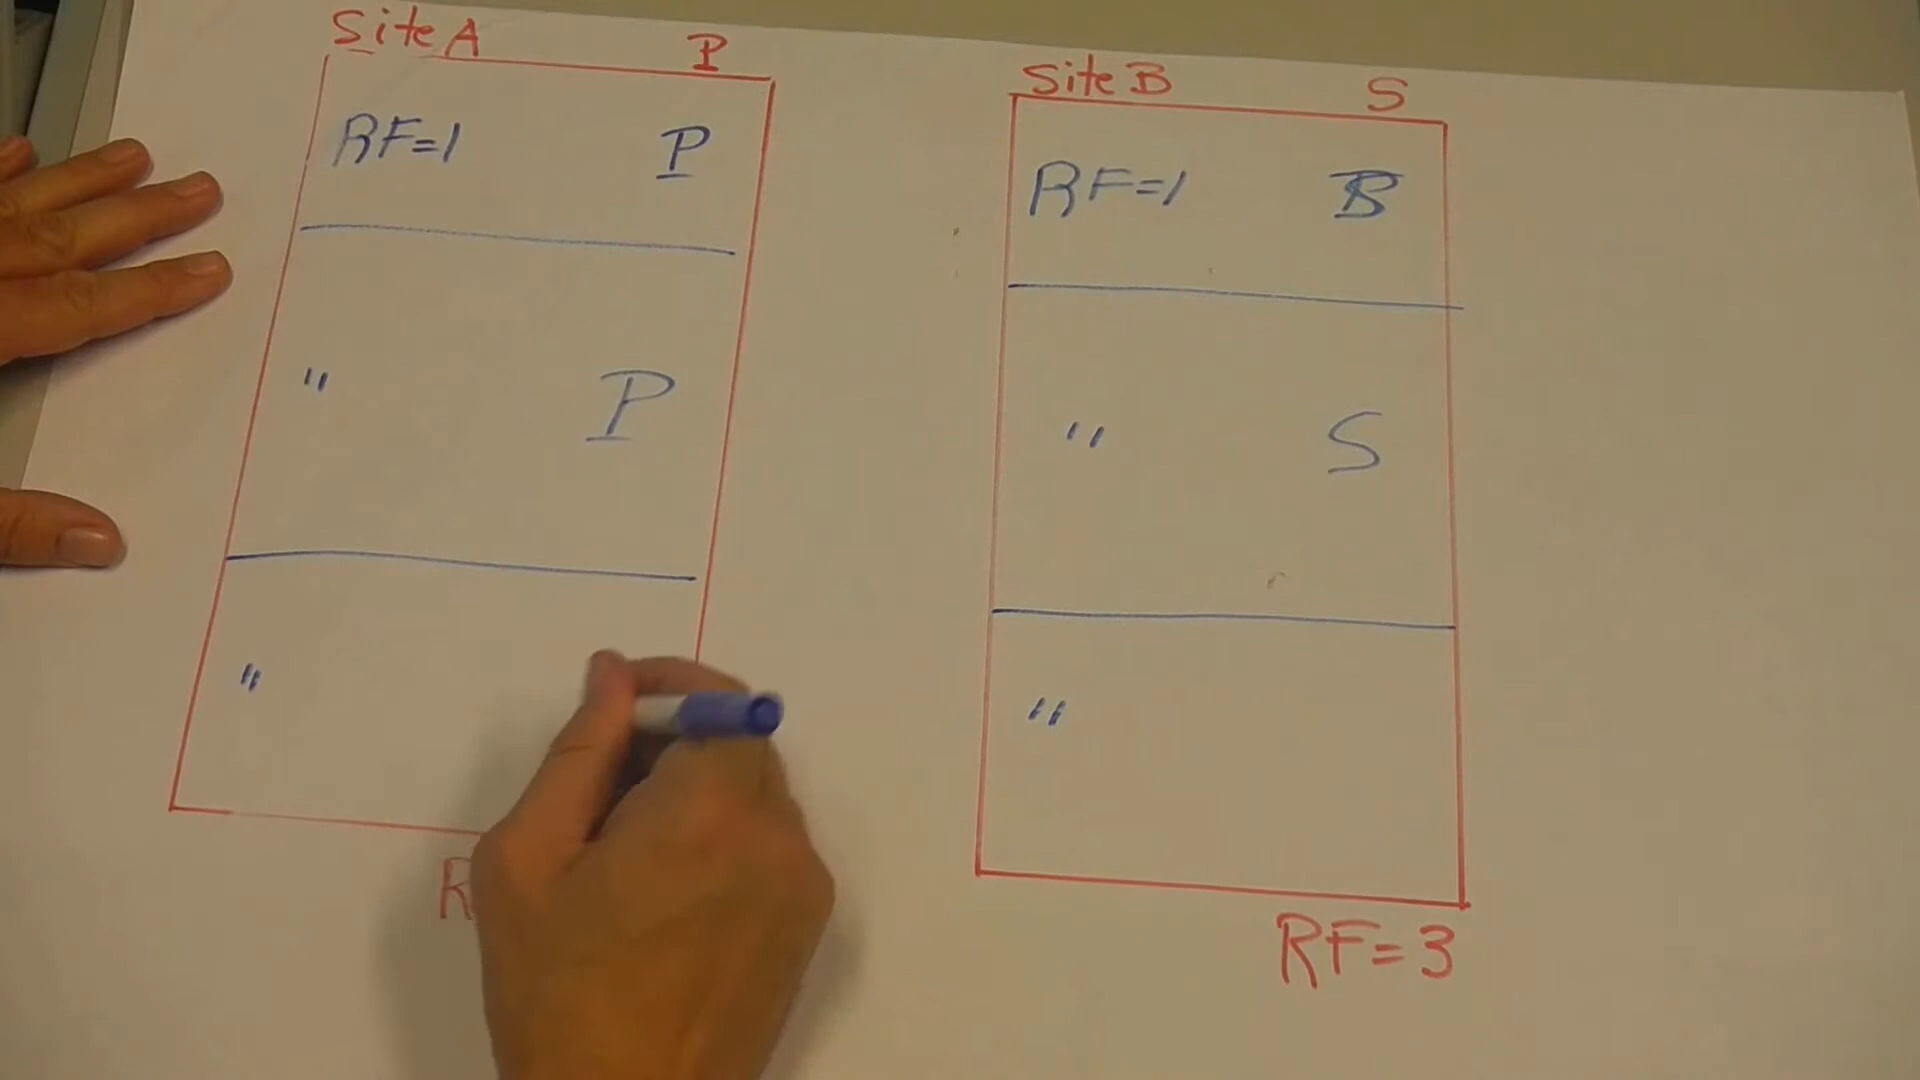 Site A P
RF=1 P
" P
"
R
Site B S
RF=1 B
" S
"
RF=3